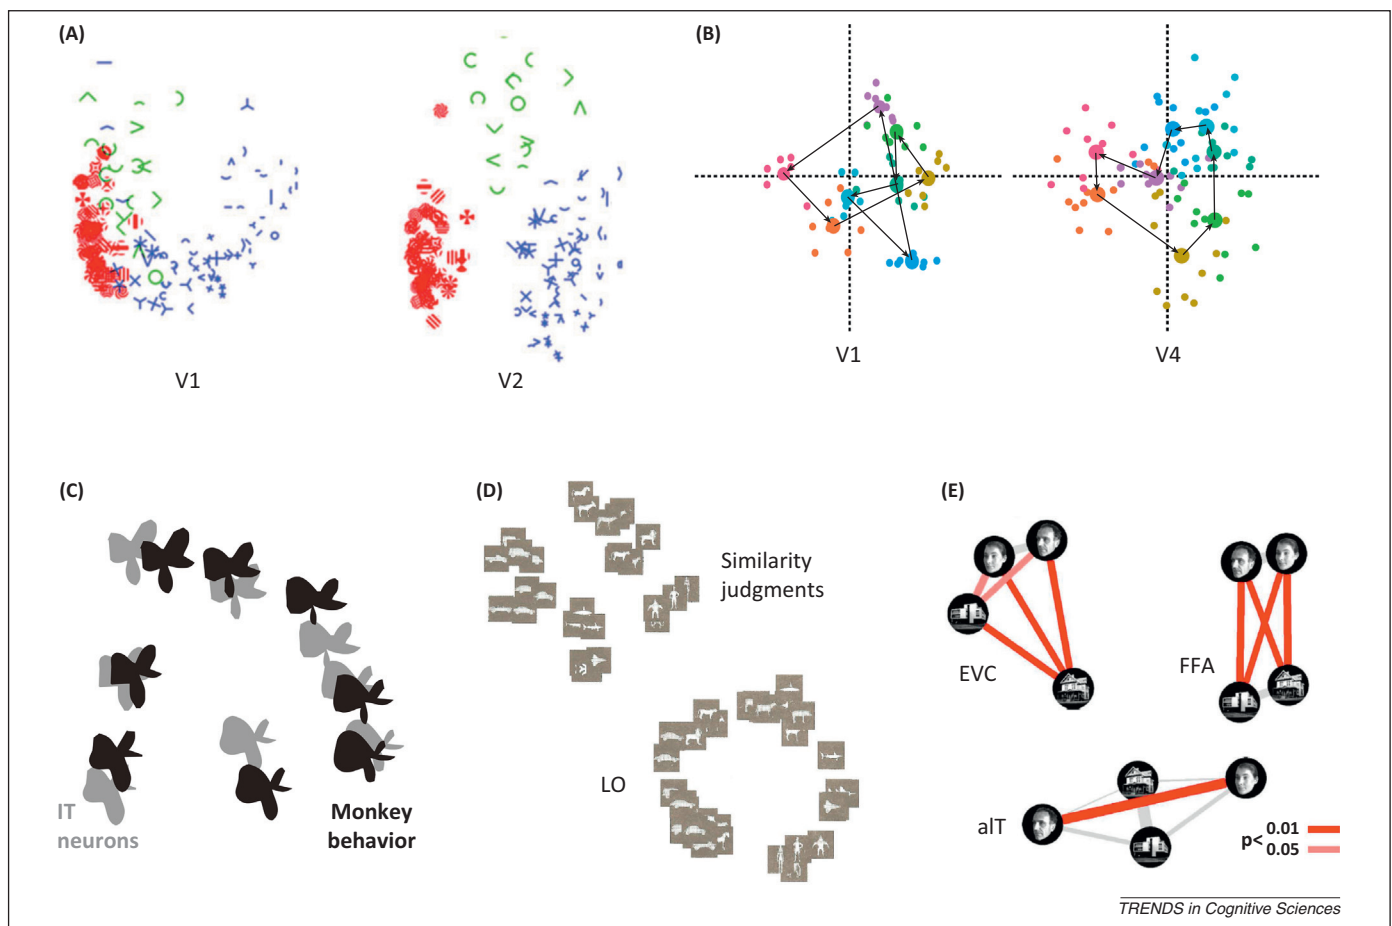 (A)
V1
V2
(B)
V1
V4
(C)
IT
neurons
Monkey
behavior
(D)
Similarity
judgments
LO
(E)
EVC
FFA
aIT
p< 0.01
0.05
TRENDS in Cognitive Sciences